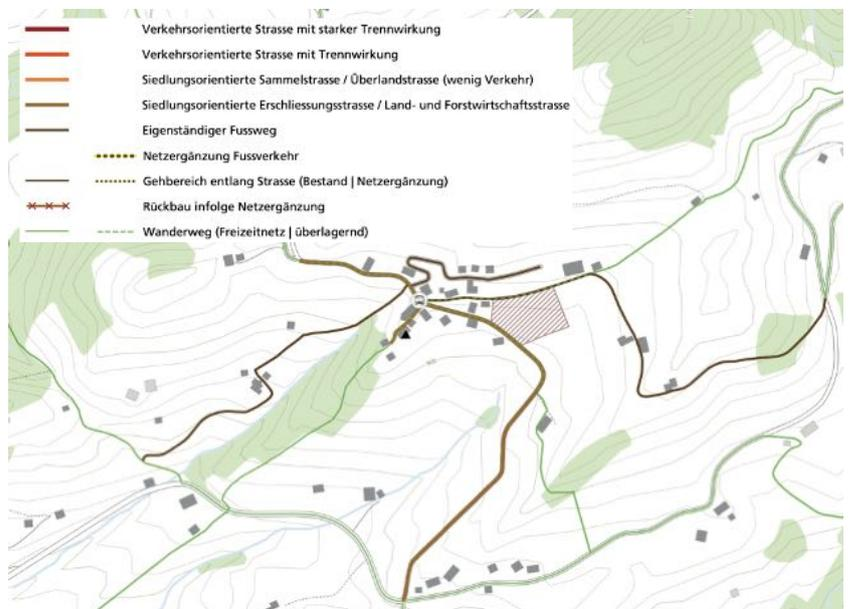 Verkehrsorientierte Strasse mit starker Trennwirkung
Verkehrsorientierte Strasse mit Trennwirkung
Siedlungsorientierte Sammelstrasse / Überlandstrasse (wenig Verkehr)
Siedlungsorientierte Erschliessungsstrasse / Land- und Forstwirtschaftsstrasse
Eigenständiger Fussweg
Netzergänzung Fussverkehr
Gehbereich entlang Strasse (Bestand | Netzergänzung)
Rückbau infolge Netzergänzung
Wanderweg (Freizeitnetz | überlagernd)